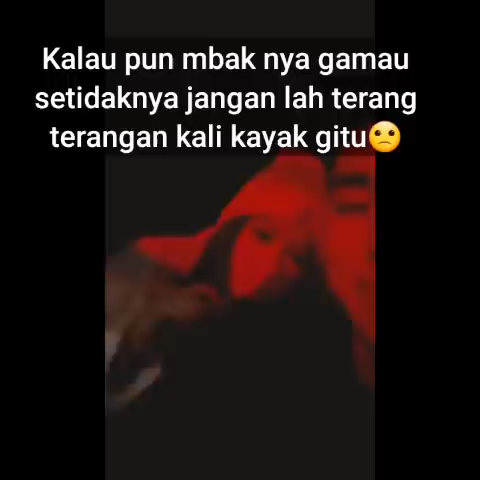 Kalau pun mbak nya gamau
setidaknya jangan lah terang
terangan kali kayak gitu🙁